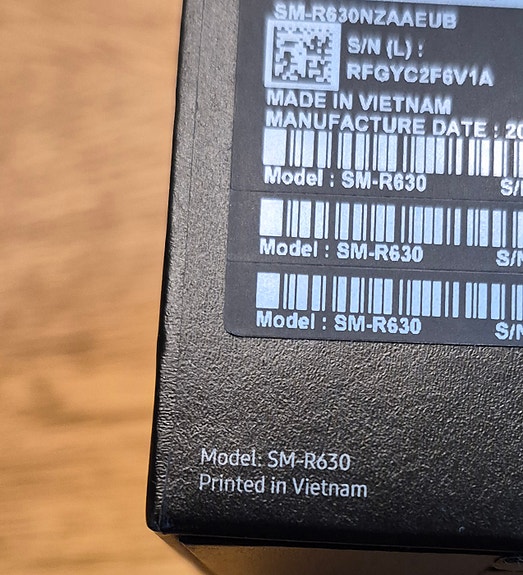 SM-R630NZAAEUB
S/N (L) :
RFGYC2F6V1A
MADE IN VIETNAM
MANUFACTURE DATE : 20
Model : SM-R630 S/N
Model : SM-R630 S/N
Model : SM-R630 S/N
Model: SM-R630
Printed in Vietnam